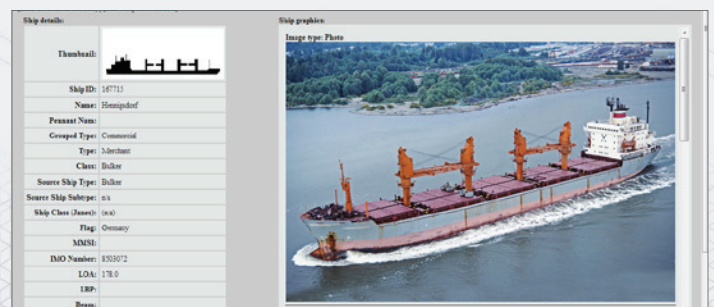 Ship details:
Thumbnail:
Ship ID: 167715
Name: Hennigsdorf
Pennant Num:
Grouped Type: Commercial
Type: Merchant
Class: Bulker
Source Ship Type: Bulker
Source Ship Subtype: n/a
Ship Class (Janes): (n/a)
Flag: Germany
MMSI:
IMO Number: 8503072
LOA: 178.0
LBP:
Beam:
Ship graphics:
Image type: Photo